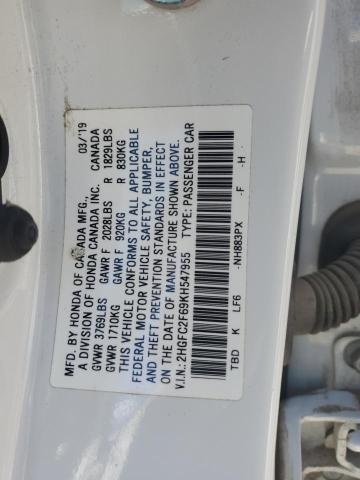 MFD. BY HONDA OF CANADA MFG., 03/'19
A DIVISION OF HONDA CANADA INC. CANADA
GVWR 3769LBS GAWR F 2028LBS R 1829LBS
GVWR 1710KG GAWR F 920KG R 830KG
THIS VEHICLE CONFORMS TO ALL APPLICABLE
FEDERAL MOTOR VEHICLE SAFETY, BUMPER,
AND THEFT PREVENTION STANDARDS IN EFFECT
ON THE DATE OF MANUFACTURE SHOWN ABOVE.
V.I.N.: 2HGFC2F69KH547955 TYPE: PASSENGER CAR
NH883PX -F -H
TBD K LF6